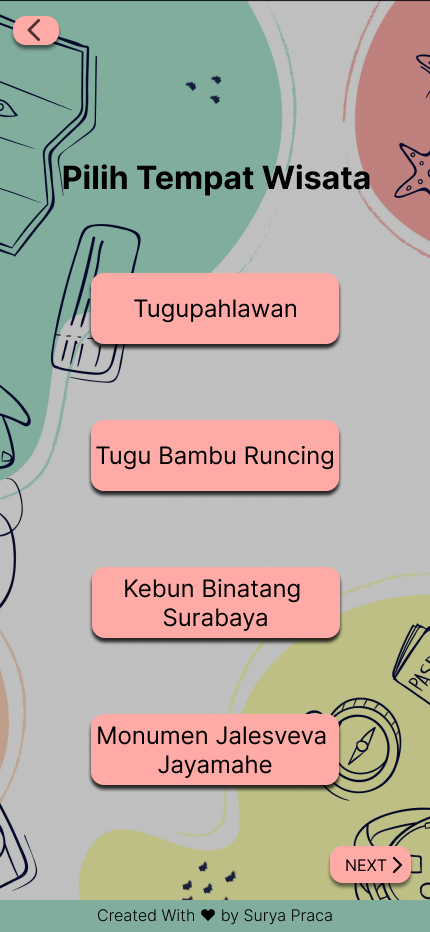 Pilih Tempat Wisata
Tugupahlawan
Tugu Bambu Runcing
Kebun Binatang
Surabaya
Monumen Jalesveva
Jayamahe
NEXT
Created With ♥ by Surya Praca